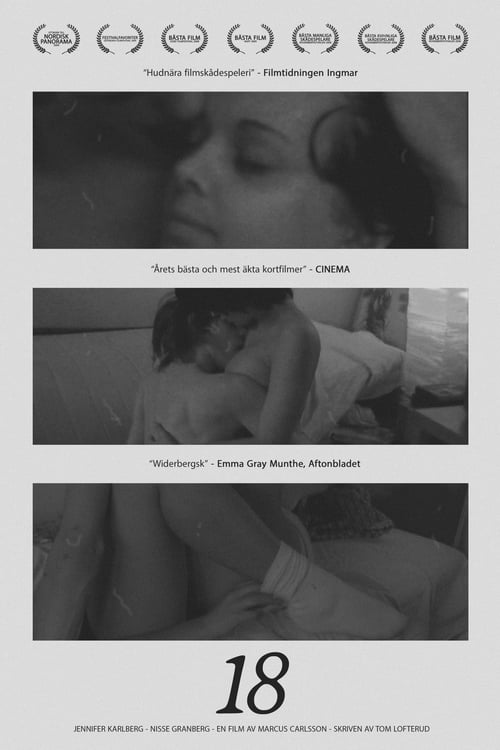 NORDISK
PANORAMA
FESTIVALFAVORITER
BÄSTA FILM
BÄSTA FILM
BÄSTA MANLIGA
SKÅDESPELARE
BÄSTA KVINNLIGA
SKÅDESPELARE
BÄSTA FILM
“Hudnära filmskådespeleri” - Filmtidningen Ingmar
“Årets bästa och mest äkta kortfilmer” - CINEMA
“Widerbergsk” - Emma Gray Munthe, Aftonbladet
18
JENNIFER KARLBERG - NISSE GRANBERG - EN FILM AV MARCUS CARLSSON - SKRIVEN AV TOM LOFTERUD